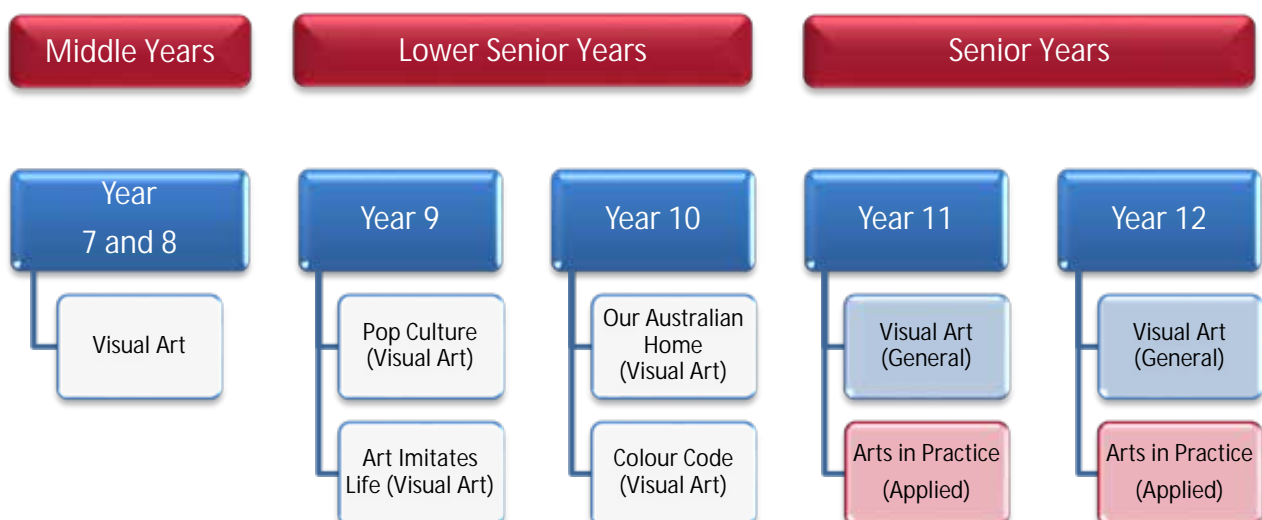 Middle Years
Lower Senior Years
Senior Years
Year
7 and 8
Year 9
Year 10
Year 11
Year 12
Visual Art
Pop Culture
(Visual Art)
Our Australian
Home
(Visual Art)
Visual Art
(General)
Visual Art
(General)
Art Imitates
Life (Visual Art)
Colour Code
(Visual Art)
Arts in Practice
(Applied)
Arts in Practice
(Applied)